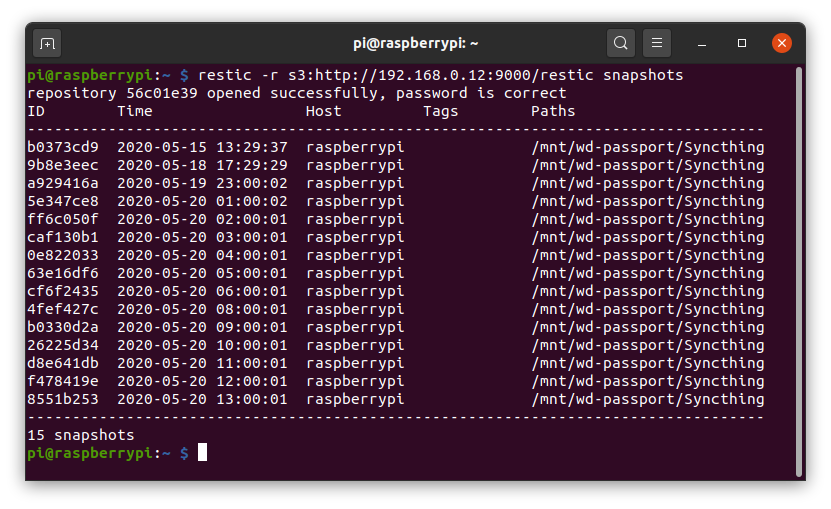 pi@raspberrypi: ~
pi@raspberrypi:~ $ restic -r s3:http://192.168.0.12:9000/restic snapshots
repository 56c01e39 opened successfully, password is correct
ID        Time                 Host        Tags        Paths
----------------------------------------------------------------------------------
b0373cd9  2020-05-15 13:29:37  raspberrypi              /mnt/wd-passport/Syncthing
9b8e3eec  2020-05-18 17:29:29  raspberrypi              /mnt/wd-passport/Syncthing
a929416a  2020-05-19 23:00:02  raspberrypi              /mnt/wd-passport/Syncthing
5e347ce8  2020-05-20 01:00:02  raspberrypi              /mnt/wd-passport/Syncthing
ff6c050f  2020-05-20 02:00:01  raspberrypi              /mnt/wd-passport/Syncthing
caf130b1  2020-05-20 03:00:01  raspberrypi              /mnt/wd-passport/Syncthing
0e822033  2020-05-20 04:00:01  raspberrypi              /mnt/wd-passport/Syncthing
63e16df6  2020-05-20 05:00:01  raspberrypi              /mnt/wd-passport/Syncthing
cf6f2435  2020-05-20 06:00:01  raspberrypi              /mnt/wd-passport/Syncthing
4fef427c  2020-05-20 08:00:01  raspberrypi              /mnt/wd-passport/Syncthing
b0330d2a  2020-05-20 09:00:01  raspberrypi              /mnt/wd-passport/Syncthing
26225d34  2020-05-20 10:00:01  raspberrypi              /mnt/wd-passport/Syncthing
d8e641db  2020-05-20 11:00:01  raspberrypi              /mnt/wd-passport/Syncthing
f478419e  2020-05-20 12:00:01  raspberrypi              /mnt/wd-passport/Syncthing
8551b253  2020-05-20 13:00:01  raspberrypi              /mnt/wd-passport/Syncthing
----------------------------------------------------------------------------------
15 snapshots
pi@raspberrypi:~ $